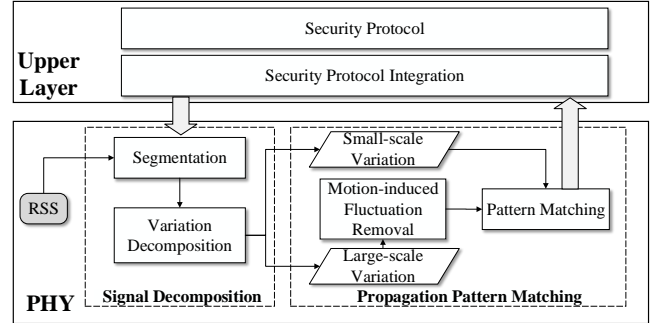 Security Protocol
Security Protocol Integration
Upper
Layer
RSS
Segmentation
Variation
Decomposition
Signal Decomposition
Small-scale
Variation
Motion-induced
Fluctuation
Removal
Large-scale
Variation
Pattern Matching
Propagation Pattern Matching
PHY